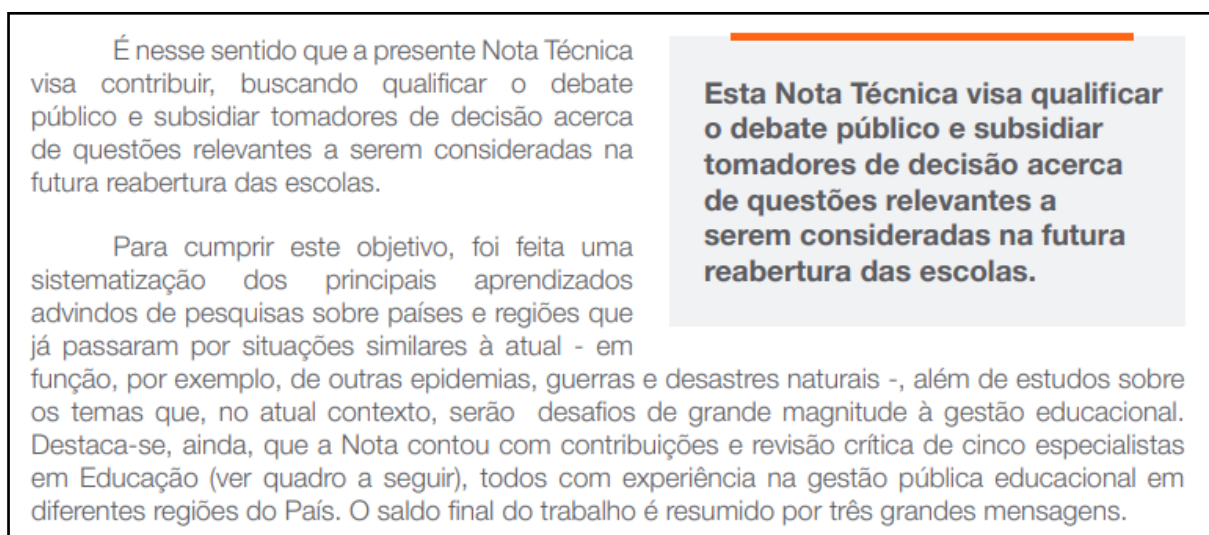 É nesse sentido que a presente Nota Técnica
visa contribuir, buscando qualificar o debate
público e subsidiar tomadores de decisão acerca
de questões relevantes a serem consideradas na
futura reabertura das escolas.
Esta Nota Técnica visa qualificar
o debate público e subsidiar
tomadores de decisão acerca
de questões relevantes a
serem consideradas na futura
reabertura das escolas.
Para cumprir este objetivo, foi feita uma
sistematização dos principais aprendizados
advindos de pesquisas sobre países e regiões que
já passaram por situações similares à atual - em
função, por exemplo, de outras epidemias, guerras e desastres naturais -, além de estudos sobre
os temas que, no atual contexto, serão desafios de grande magnitude à gestão educacional.
Destaca-se, ainda, que a Nota contou com contribuições e revisão crítica de cinco especialistas
em Educação (ver quadro a seguir), todos com experiência na gestão pública educacional em
diferentes regiões do País. O saldo final do trabalho é resumido por três grandes mensagens.